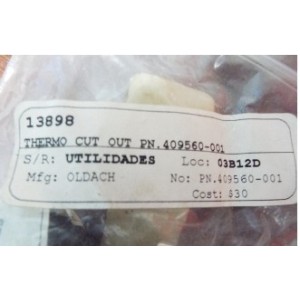 13898
THERMO CUT OUT PN.409560-001
S/R: UTILIDADES Loc: 03B12D
Mfg: OLDACH No: PN.409560-001
Cost: $30